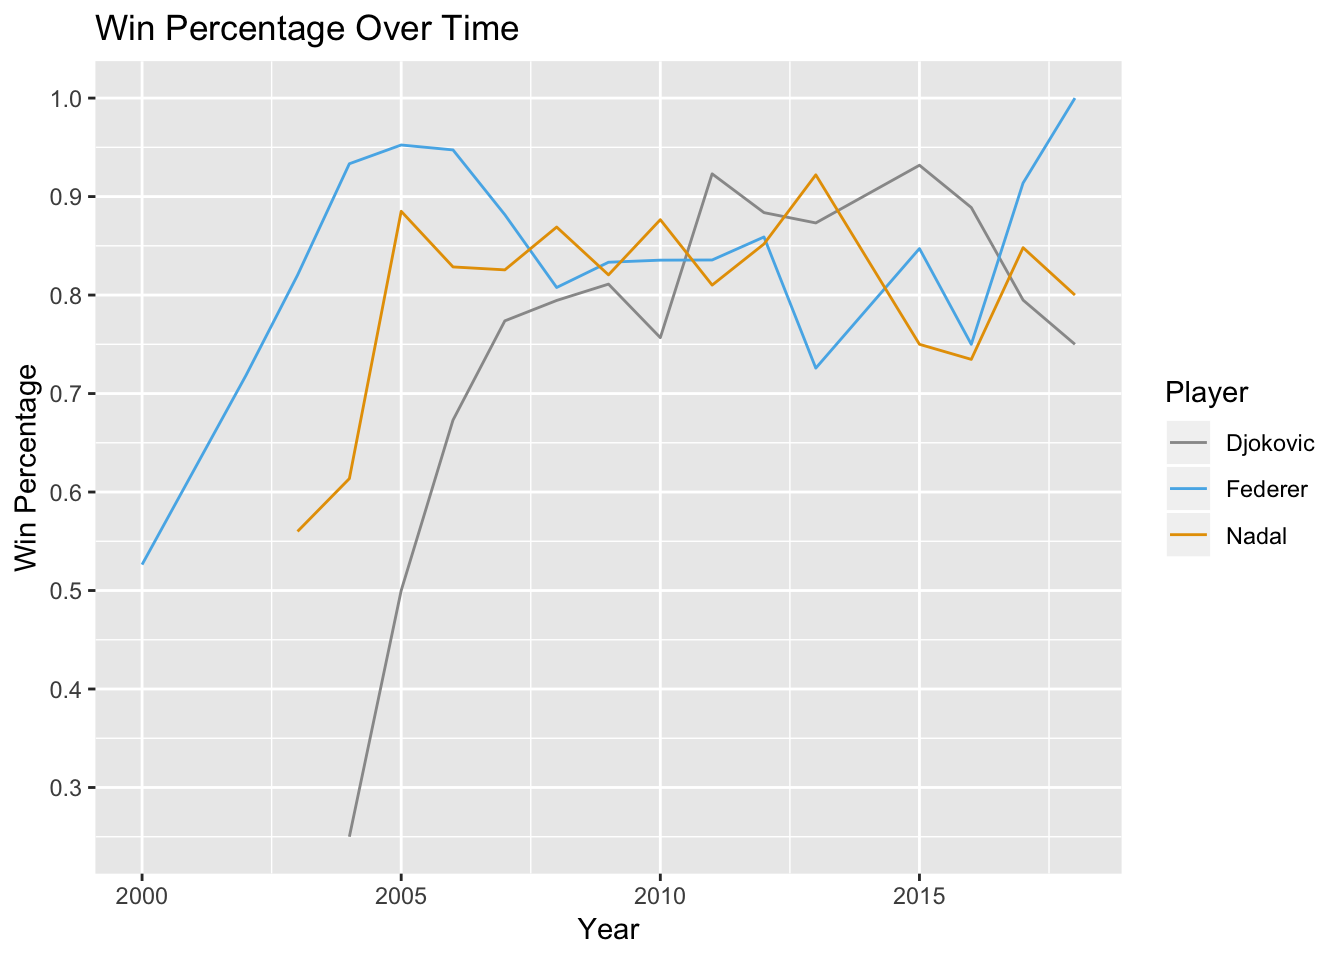 Win Percentage Over Time
1.0
0.9
0.8
0.7
0.6
0.5
0.4
0.3
Win Percentage
2000
2005
2010
2015
Year
Player
Djokovic
Federer
Nadal